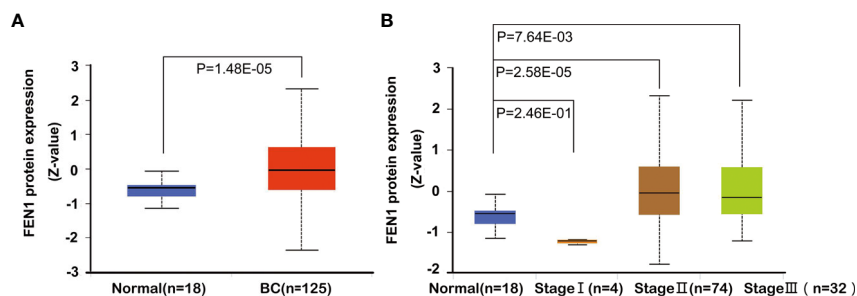 A
FEN1 protein expression
(Z-value)
3
2
1
0
-1
-2
-3
P=1.48E-05
Normal(n=18)
BC(n=125)
B
FEN1 protein expression
(Z-value)
3
2
1
0
-1
-2
P=7.64E-03
P=2.58E-05
P=2.46E-01
Normal(n=18)
StageⅠ(n=4)
StageⅡ(n=74)
StageⅢ(n=32)